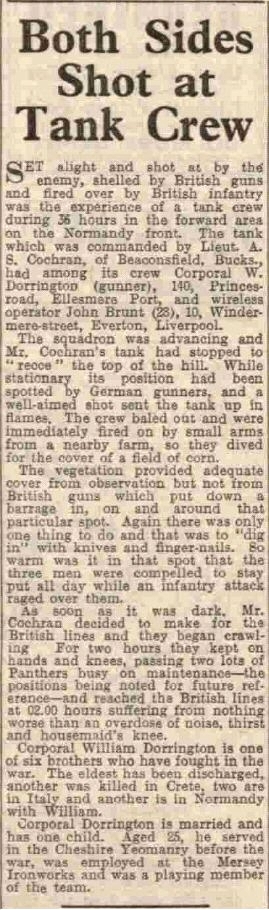 Both Sides
Shot at
Tank Crew
SET alight and shot at by the
enemy, shelled by British guns
and fired over by British infantry
was the experience of a tank crew
during 36 hours in the forward area
on the Normandy front. The tank
which was commanded by Lieut. A.
S. Cochran, of Beaconsfield, Bucks.,
had among its crew Corporal W.
Dorrington (gunner), 140, Princes-
road, Ellesmere Port, and wireless
operator John Brunt (23), 10, Winder-
mere-street, Everton, Liverpool.
The squadron was advancing and
Mr. Cochran's tank had stopped to
"recce" the top of the hill. While
stationary its position had been
spotted by German gunners, and a
well-aimed shot sent the tank up in
flames. The crew baled out and were
immediately fired on by small arms
from a nearby farm, so they dived
for the cover of a field of corn.
The vegetation provided adequate
cover from observation but not from
British guns which put down a
barrage in, on and around that
particular spot. Again there was only
one thing to do and that was to "dig
in" with knives and finger-nails. So
warm was it in that spot that the
three men were compelled to stay
put all day while an infantry attack
raged over them.
As soon as it was dark, Mr.
Cochran decided to make for the
British lines and they began crawl-
ing For two hours they kept on
hands and knees, passing two lots of
Panthers busy on maintenance—the
positions being noted for future ref-
erence—and reached the British lines
at 02.00 hours suffering from nothing
worse than an overdose of noise, thirst
and housemaid's knee.
Corporal William Dorrington is one
of six brothers who have fought in the
war. The eldest has been discharged,
another was killed in Crete, two are
in Italy and another is in Normandy
with William.
Corporal Dorrington is married and
has one child. Aged 25, he served
in the Cheshire Yeomanry before the
war, was employed at the Mersey
Ironworks and was a playing member
of the team.